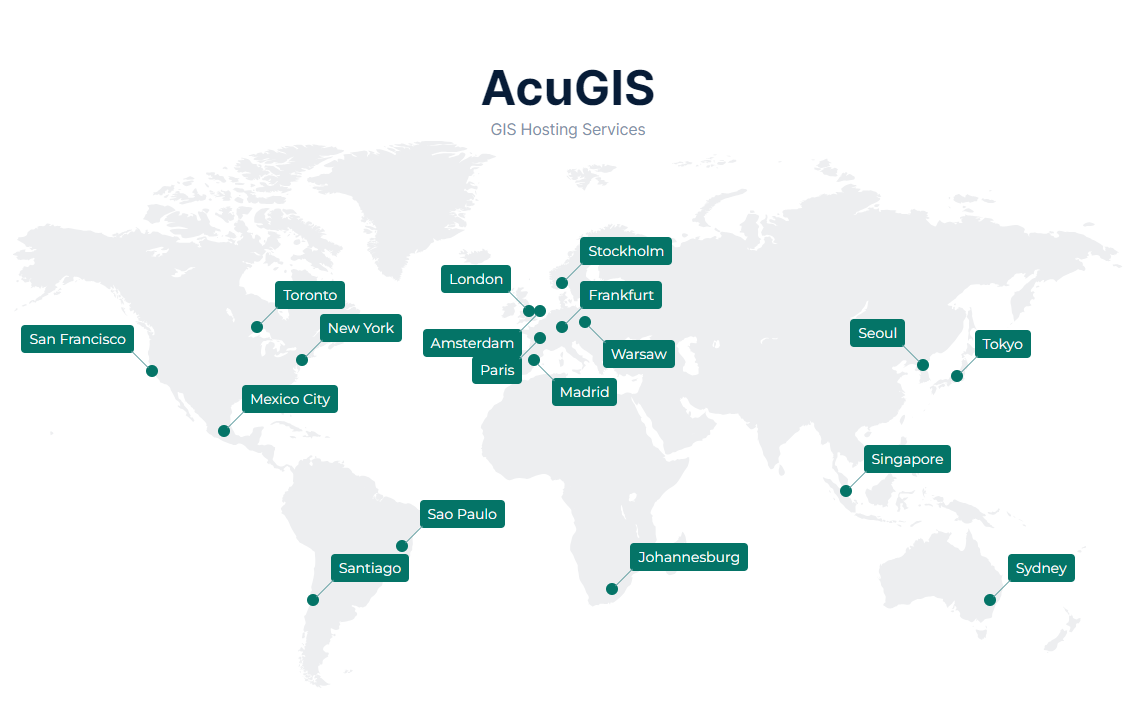 AcuGIS
GIS Hosting Services
Stockholm
London
Toronto
Frankfurt
New York
San Francisco
Seoul
Amsterdam
Tokyo
Warsaw
Paris
Madrid
Mexico City
Singapore
Sao Paulo
Johannesburg
Santiago
Sydney